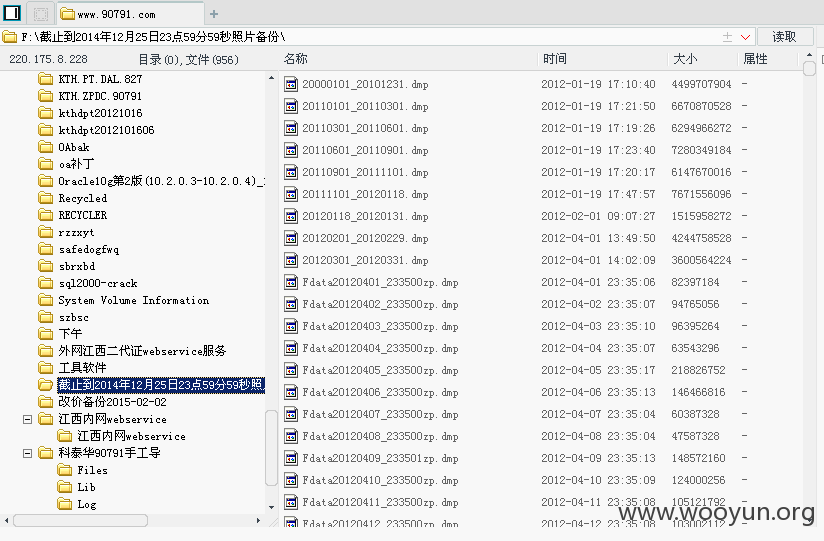 www.90791.com
F:\截止到2014年12月25日23点59分59秒照片备份\
读取
220.175.8.228
目录(0),文件(956)
名称
时间
大小
属性
KTH.PT.DAL.827
KTH.ZPDC.90791
kthdpt20121016
kthdpt2012101606
OAbak
oa补丁
Oracle10g第2版(10.2.0.3-10.2.0.4)_
Recycled
RECYCLER
rzzxyt
safedogfwq
sbrxbd
sql2000-crack
System Volume Information
szbsc
下午
外网江西二代证webservice服务
工具软件
截止到2014年12月25日23点59分59秒照
改价备份2015-02-02
江西内网webservice
江西内网webservice
科泰华90791手工导
Files
Lib
Log
20000101_20101231.dmp 2012-01-19 17:10:40 4499707904 -
20110101_20110301.dmp 2012-01-19 17:21:50 6670870528 -
20110301_20110601.dmp 2012-01-19 17:19:26 6294966272 -
20110601_20110901.dmp 2012-01-19 17:23:40 7280349184 -
20110901_20111101.dmp 2012-01-19 17:20:17 6147670016 -
20111101_20120118.dmp 2012-01-19 17:47:57 7671556096 -
20120118_20120131.dmp 2012-02-01 09:07:27 1515958272 -
20120201_20120229.dmp 2012-04-01 13:49:50 4244758528 -
20120301_20120331.dmp 2012-04-01 14:02:09 3600564224 -
Fdata20120401_233500zp.dmp 2012-04-01 23:35:06 82397184 -
Fdata20120402_233500zp.dmp 2012-04-02 23:35:07 94765056 -
Fdata20120403_233500zp.dmp 2012-04-03 23:35:10 96395264 -
Fdata20120404_233500zp.dmp 2012-04-04 23:35:07 63543296 -
Fdata20120405_233500zp.dmp 2012-04-05 23:35:17 218826752 -
Fdata20120406_233500zp.dmp 2012-04-06 23:35:13 146466816 -
Fdata20120407_233500zp.dmp 2012-04-07 23:35:04 60387328 -
Fdata20120408_233500zp.dmp 2012-04-08 23:35:04 47587328 -
Fdata20120409_233501zp.dmp 2012-04-09 23:35:13 148572160 -
Fdata20120410_233500zp.dmp 2012-04-10 23:35:09 124000256 -
Fdata20120411_233500zp.dmp 2012-04-11 23:35:08 105121792 -
Fdata20120412_233500zp.dmp 2012-04-12 23:35:08 103002112 -
www.wooyun.org